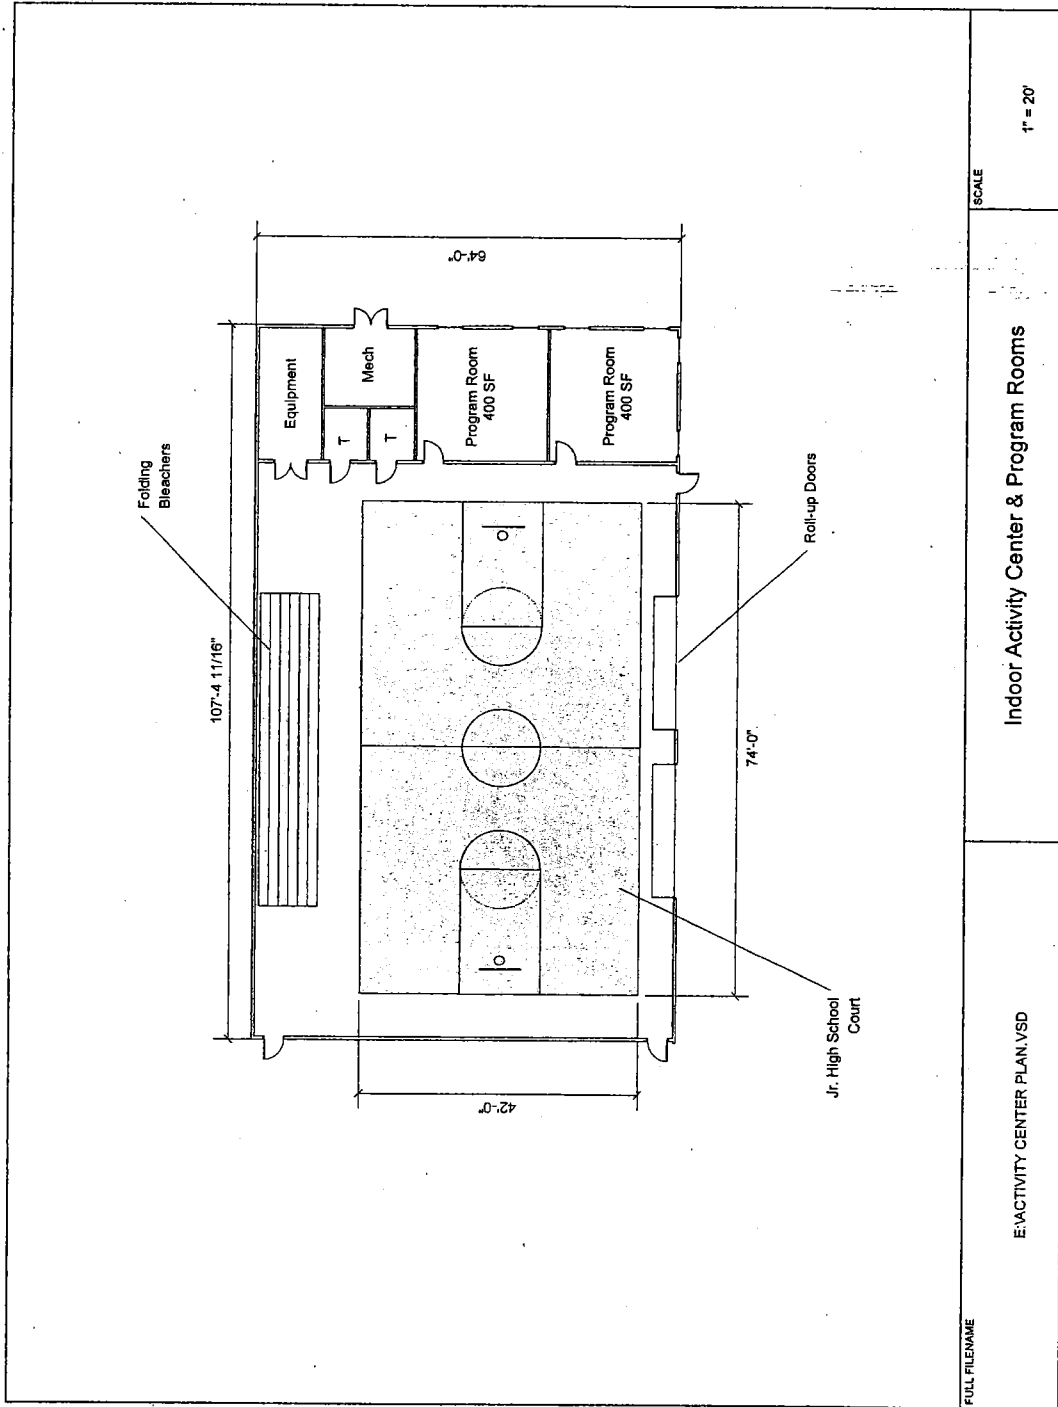 Folding
Bleachers
107'-4 11/16"
64'-0"
Equipment
Mech
T
T
Program Room
400 SF
Program Room
400 SF
Roll-up Doors
74'-0"
42'-0"
Jr. High School
Court
FULL FILENAME
E:\ACTIVITY CENTER PLAN.VSD
Indoor Activity Center & Program Rooms
SCALE
1" = 20'